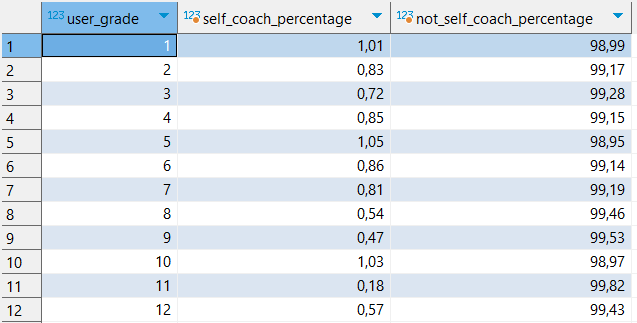 123 user_grade 123 self_coach_percentage 123 not_self_coach_percentage
1 1 1,01 98,99
2 2 0,83 99,17
3 3 0,72 99,28
4 4 0,85 99,15
5 5 1,05 98,95
6 6 0,86 99,14
7 7 0,81 99,19
8 8 0,54 99,46
9 9 0,47 99,53
10 10 1,03 98,97
11 11 0,18 99,82
12 12 0,57 99,43